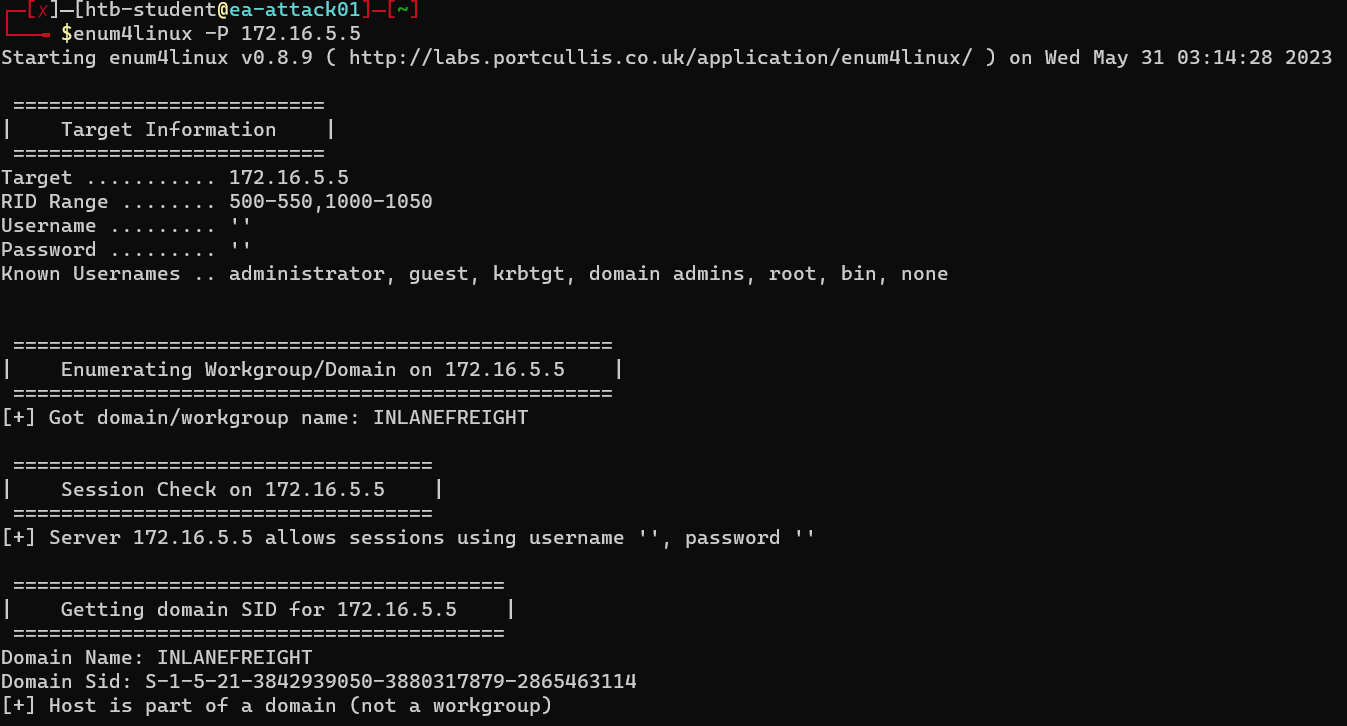 ┌─[✗]─[htb-student@ea-attack01]─[~]
└──╼ $enum4linux -P 172.16.5.5
Starting enum4linux v0.8.9 ( http://labs.portcullis.co.uk/application/enum4linux/ ) on Wed May 31 03:14:28 2023
 ==========================
|    Target Information    |
 ==========================
Target ........... 172.16.5.5
RID Range ........ 500-550,1000-1050
Username ......... ''
Password ......... ''
Known Usernames .. administrator, guest, krbtgt, domain admins, root, bin, none
 ==================================================
|    Enumerating Workgroup/Domain on 172.16.5.5    |
 ==================================================
[+] Got domain/workgroup name: INLANEFREIGHT
 ===================================
|    Session Check on 172.16.5.5    |
 ===================================
[+] Server 172.16.5.5 allows sessions using username '', password ''
 =========================================
|    Getting domain SID for 172.16.5.5    |
 =========================================
Domain Name: INLANEFREIGHT
Domain Sid: S-1-5-21-3842939050-3880317879-2865463114
[+] Host is part of a domain (not a workgroup)